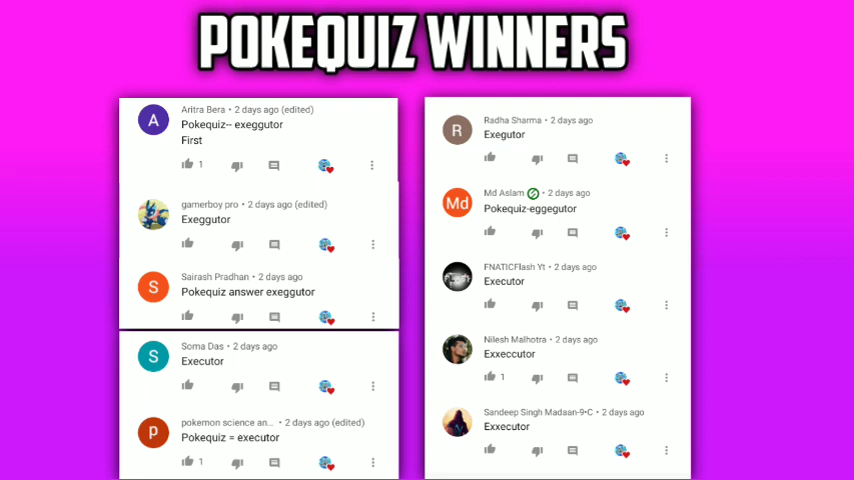 POKEQUIZ WINNERS
A
Aritra Bera • 2 days ago (edited)
Pokequiz-- exeggutor
First
1
gamerboy pro • 2 days ago (edited)
Exeggutor
S
Sairash Pradhan • 2 days ago
Pokequiz answer exeggutor
S
Soma Das • 2 days ago
Executor
p
pokemon science an... • 2 days ago (edited)
Pokequiz = executor
1
R
Radha Sharma • 2 days ago
Exegutor
Md
Md Aslam • 2 days ago
Pokequiz-eggegutor
FNATICFlash Yt • 2 days ago
Executor
Nilesh Malhotra • 2 days ago
Exxeccutor
1
Sandeep Singh Madaan-9•C • 2 days ago
Exxecutor